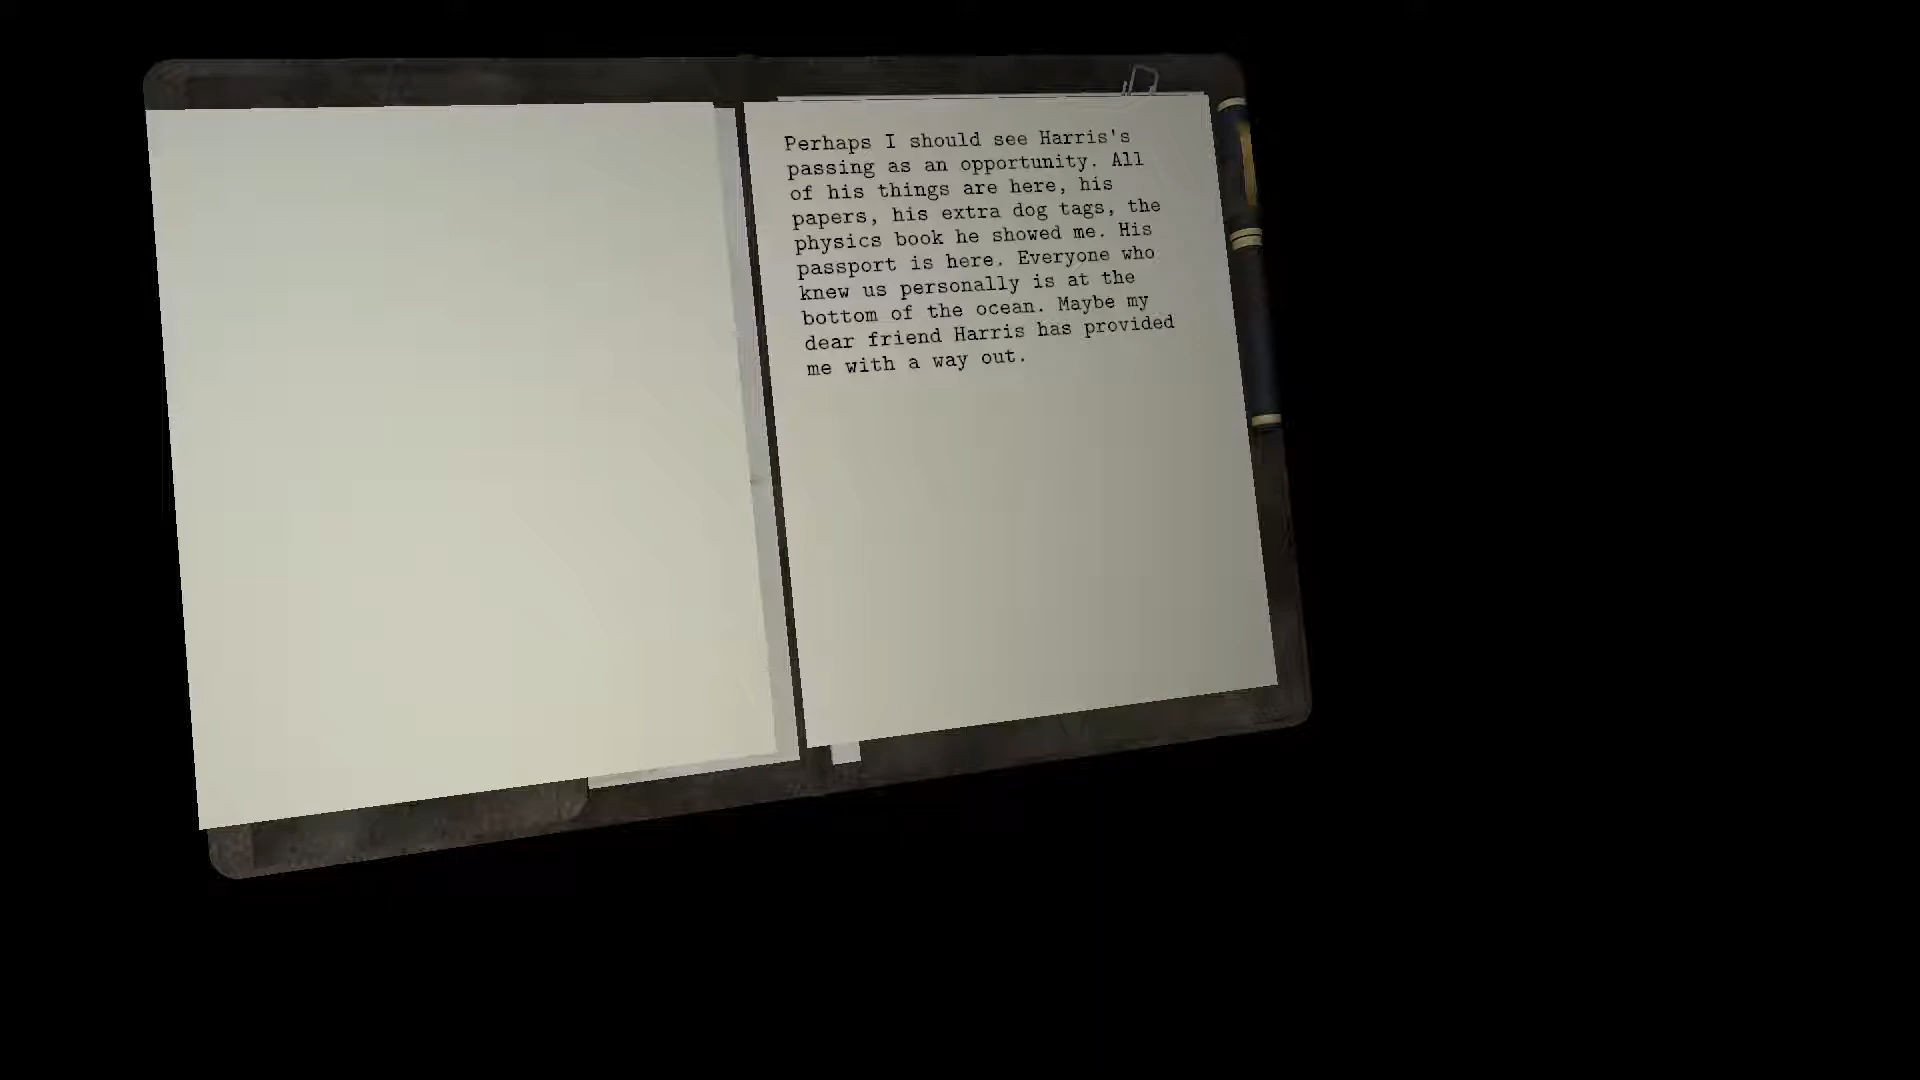 Perhaps I should see Harris's
passing as an opportunity. All
of his things are here, his
papers, his extra dog tags, the
physics book he showed me. His
passport is here. Everyone who
knew us personally is at the
bottom of the ocean. Maybe my
dear friend Harris has provided
me with a way out.